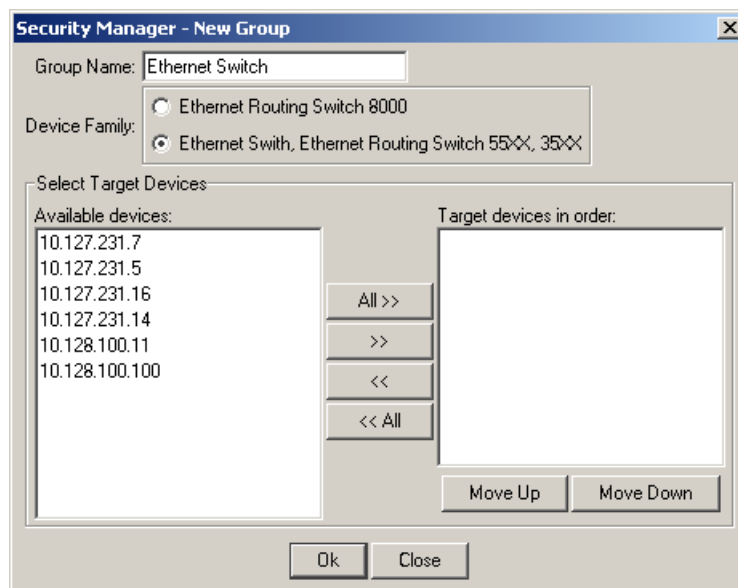 Security Manager - New Group
Group Name: Ethernet Switch
Device Family:
Ethernet Routing Switch 8000
Ethernet Swith, Ethernet Routing Switch 55XX, 35XX
Select Target Devices
Available devices:
10.127.231.7
10.127.231.5
10.127.231.16
10.127.231.14
10.128.100.11
10.128.100.100
All >>
>>
<<
<< All
Target devices in order:
Move Up
Move Down
Ok
Close